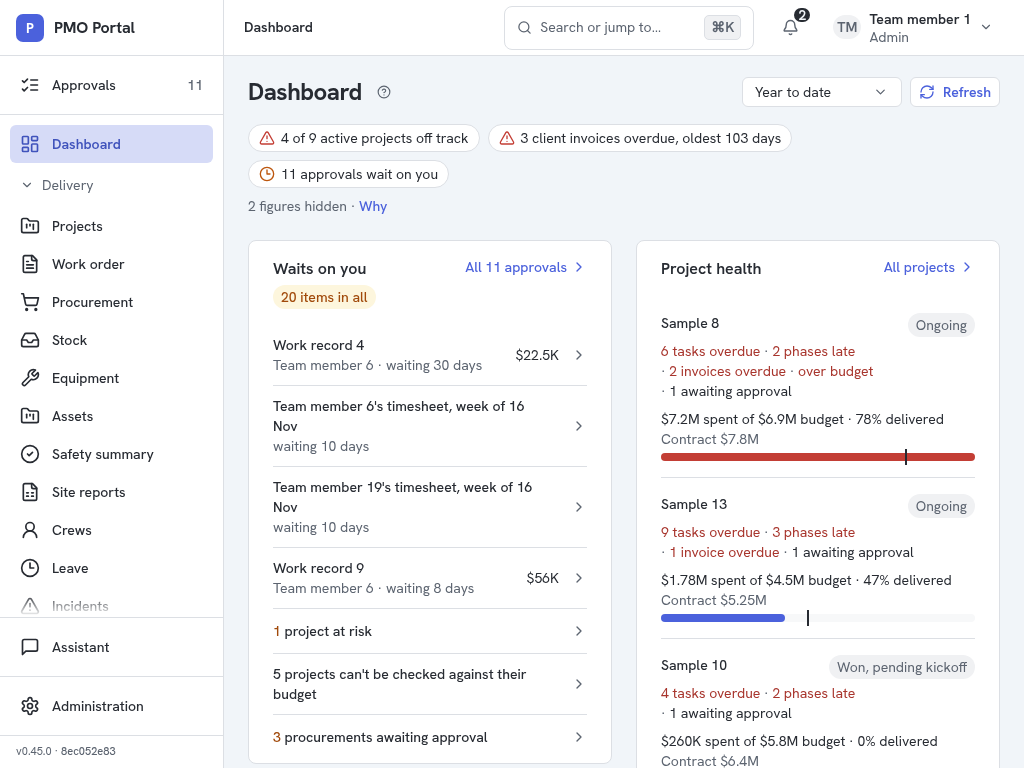 P PMO Portal
Approvals 11
Dashboard
Delivery
Projects
Work order
Procurement
Stock
Equipment
Assets
Safety summary
Site reports
Crews
Leave
Incidents
Assistant
Administration
v0.45.0 · 8ec052e83
Dashboard
Search or jump to...
⌘K
2
TM
Team member 1
Admin
Dashboard
Year to date
Refresh
4 of 9 active projects off track
3 client invoices overdue, oldest 103 days
11 approvals wait on you
2 figures hidden · Why
Waits on you
All 11 approvals
20 items in all
Work record 4
Team member 6 · waiting 30 days
$22.5K
Team member 6's timesheet, week of 16
Nov
waiting 10 days
Team member 19's timesheet, week of 16
Nov
waiting 10 days
Work record 9
Team member 6 · waiting 8 days
$56K
1 project at risk
5 projects can't be checked against their
budget
3 procurements awaiting approval
Project health
All projects
Sample 8
Ongoing
6 tasks overdue · 2 phases late
· 2 invoices overdue · over budget
· 1 awaiting approval
$7.2M spent of $6.9M budget · 78% delivered
Contract $7.8M
Sample 13
Ongoing
9 tasks overdue · 3 phases late
· 1 invoice overdue · 1 awaiting approval
$1.78M spent of $4.5M budget · 47% delivered
Contract $5.25M
Sample 10
Won, pending kickoff
4 tasks overdue · 2 phases late
· 1 awaiting approval
$260K spent of $5.8M budget · 0% delivered
Contract $6.4M